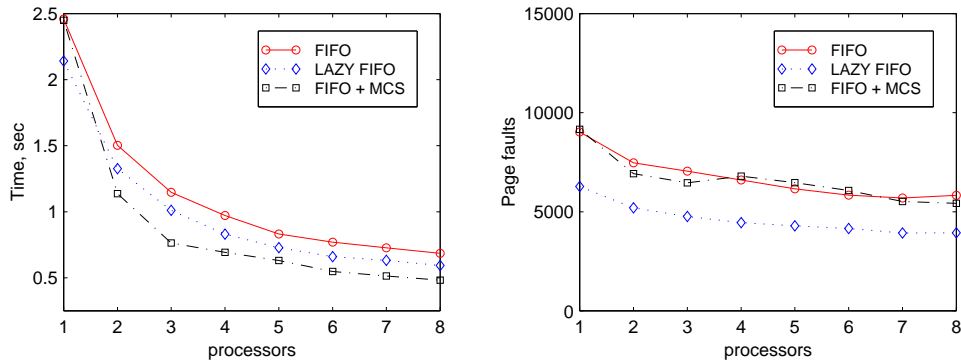 2.5
2
1.5
1
0.5
Time, sec
1 2 3 4 5 6 7 8
processors
FIFO
LAZY FIFO
FIFO + MCS
15000
10000
5000
0
Page faults
1 2 3 4 5 6 7 8
processors
FIFO
LAZY FIFO
FIFO + MCS